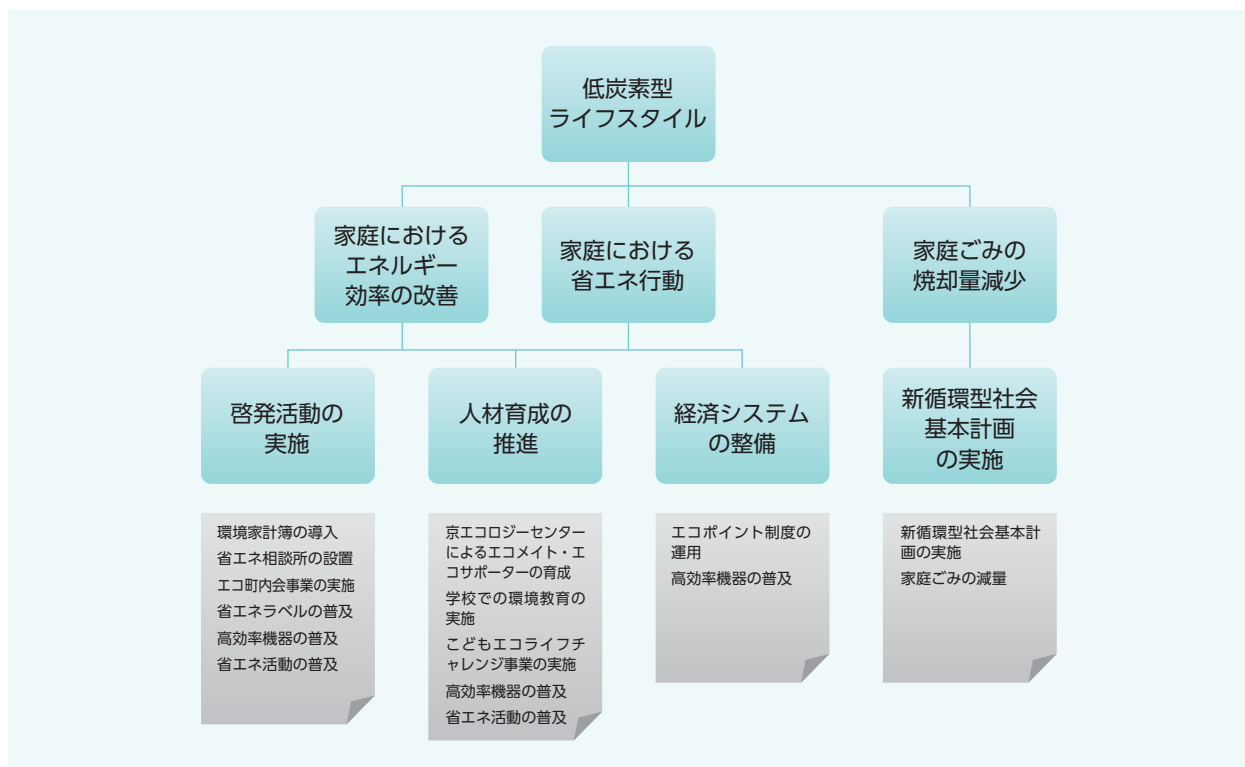 低炭素型
ライフスタイル
家庭における
エネルギー
効率の改善
家庭における
省エネ行動
家庭ごみの
焼却量減少
啓発活動の
実施
人材育成の
推進
経済システム
の整備
新循環型社会
基本計画
の実施
環境家計簿の導入
省エネ相談所の設置
エコ町内会事業の実施
省エネラベルの普及
高効率機器の普及
省エネ活動の普及
京エコロジーセンター
によるエコメイト・エ
コサポーターの育成
学校での環境教育の
実施
こどもエコライフチ
ャレンジ事業の実施
高効率機器の普及
省エネ活動の普及
エコポイント制度の
運用
高効率機器の普及
新循環型社会基本計
画の実施
家庭ごみの減量